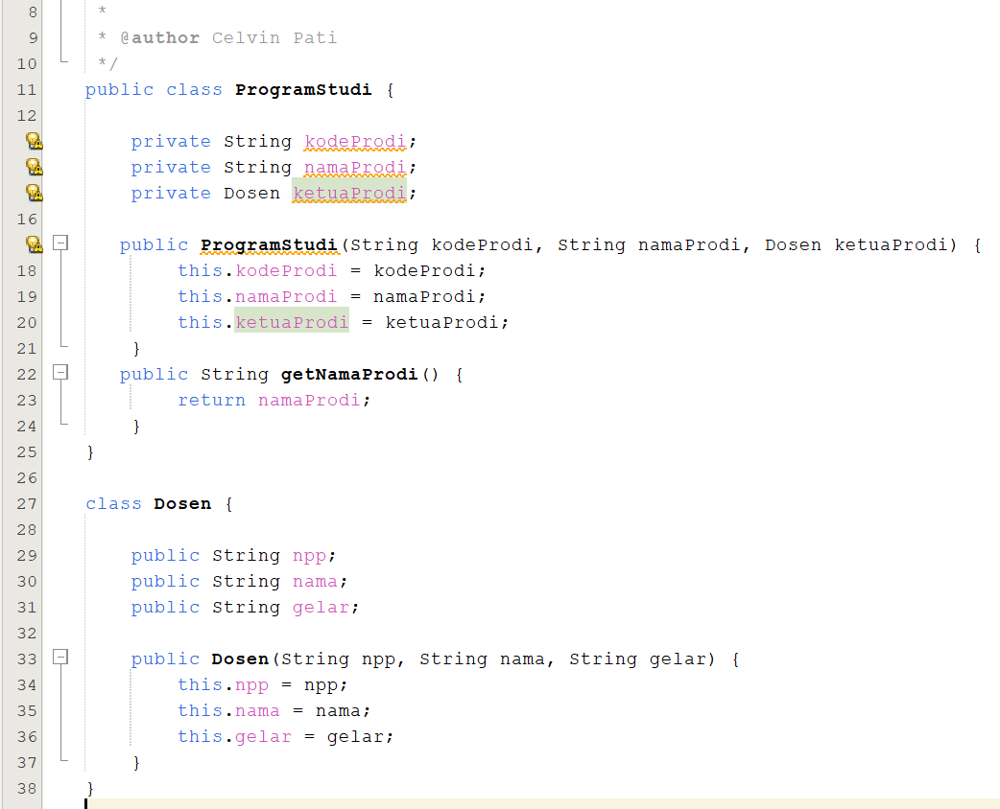 8 *
9 * @author Celvin Pati
10 */
11 public class ProgramStudi {
12
private String kodeProdi;
private String namaProdi;
private Dosen ketuaProdi;
16
public ProgramStudi(String kodeProdi, String namaProdi, Dosen ketuaProdi) {
18 this.kodeProdi = kodeProdi;
19 this.namaProdi = namaProdi;
20 this.ketuaProdi = ketuaProdi;
21 }
22 public String getNamaProdi() {
23 return namaProdi;
24 }
25 }
26
27 class Dosen {
28
29 public String npp;
30 public String nama;
31 public String gelar;
32
33 public Dosen(String npp, String nama, String gelar) {
34 this.npp = npp;
35 this.nama = nama;
36 this.gelar = gelar;
37 }
38 }